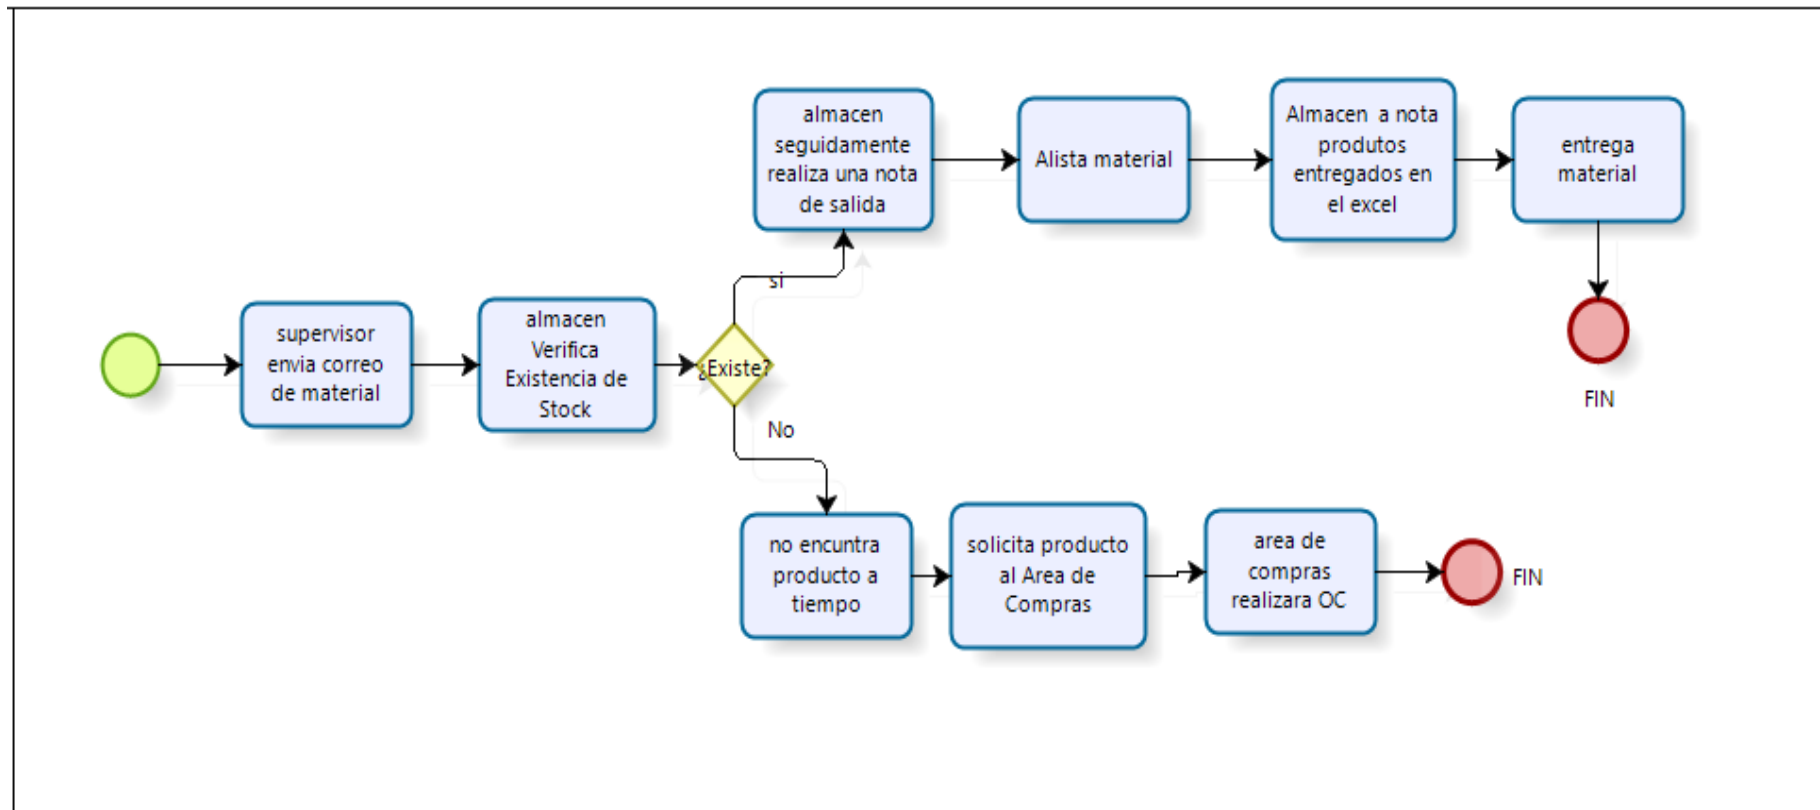 supervisor
envia correo
de material
almacen
Verifica
Existencia de
Stock
¿Existe?
si
almacen
seguidamente
realiza una nota
de salida
Alista material
Almacen  a nota
produtos
entregados en
el excel
entrega
material
FIN
No
no encuntra
producto a
tiempo
solicita producto
al Area de
Compras
area de
compras
realizara OC
FIN